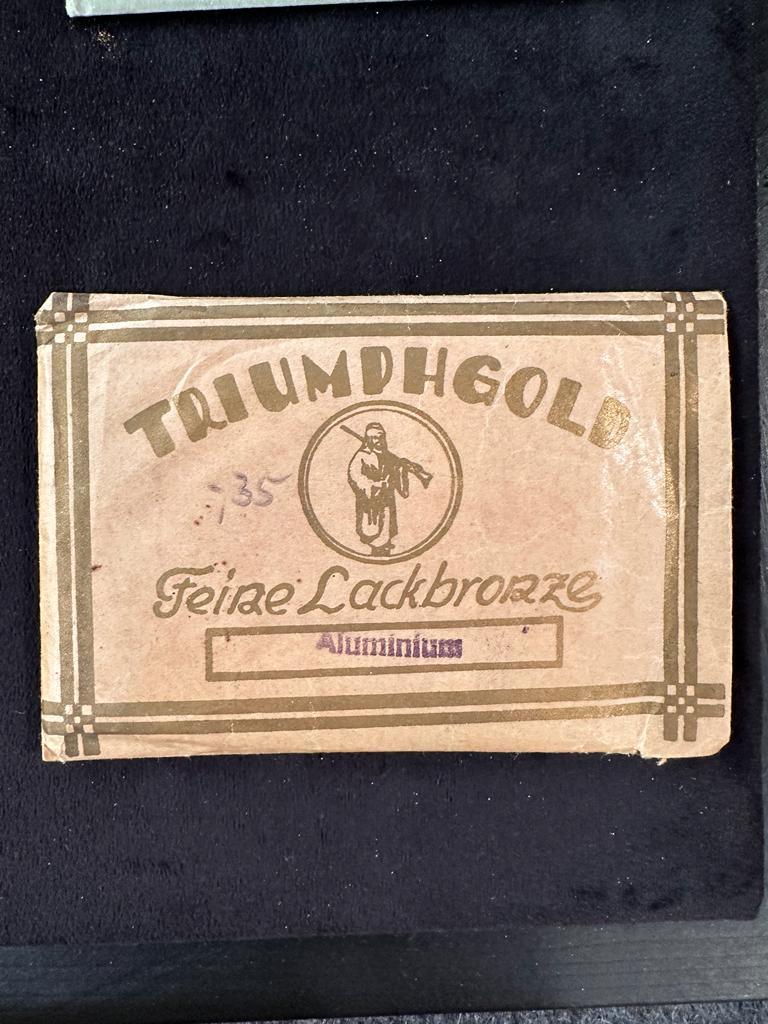 TRIUMPHGOLD
,35
Feine Lackbronze
Aluminium